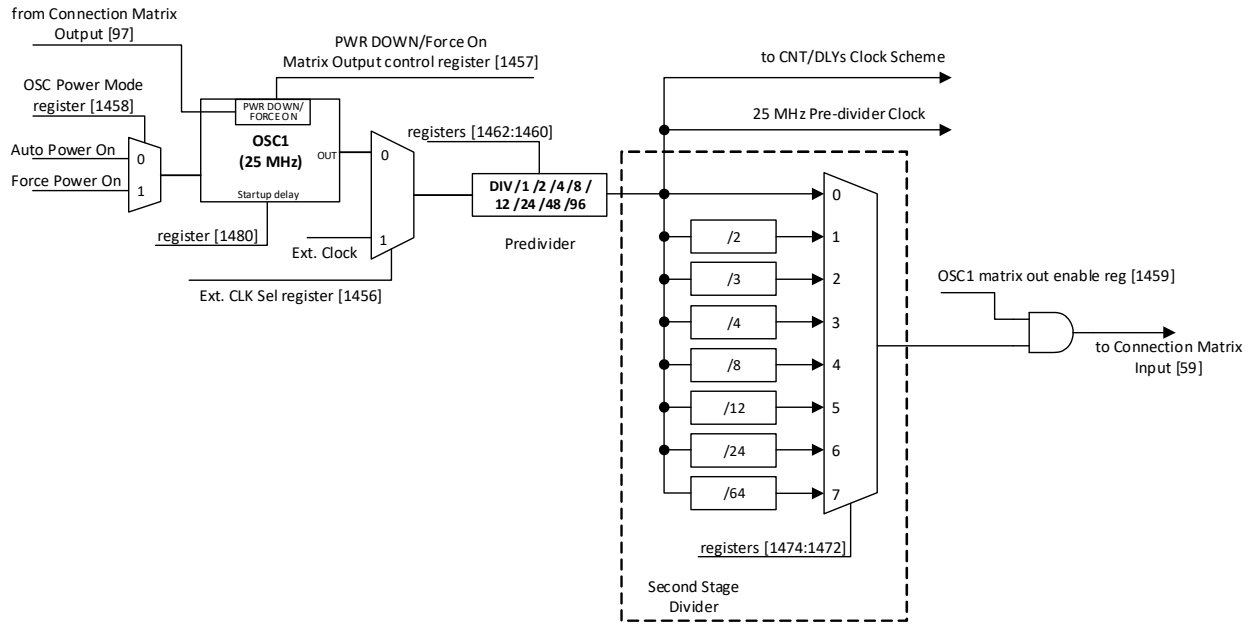 from Connection Matrix
Output [97]
PWR DOWN/Force On
Matrix Output control register [1457]
OSC Power Mode
register [1458]
Auto Power On
Force Power On
0
1
PWR DOWN/
FORCE ON
OSC1
(25 MHz)
OUT
Startup delay
register [1480]
0
1
Ext. Clock
Ext. CLK Sel register [1456]
registers [1462:1460]
DIV /1 /2 /4 /8 /
12 /24 /48 /96
Predivider
to CNT/DLYs Clock Scheme
25 MHz Pre-divider Clock
0
/2
1
/3
2
/4
3
/8
4
/12
5
/24
6
/64
7
registers [1474:1472]
Second Stage
Divider
OSC1 matrix out enable reg [1459]
to Connection Matrix
Input [59]